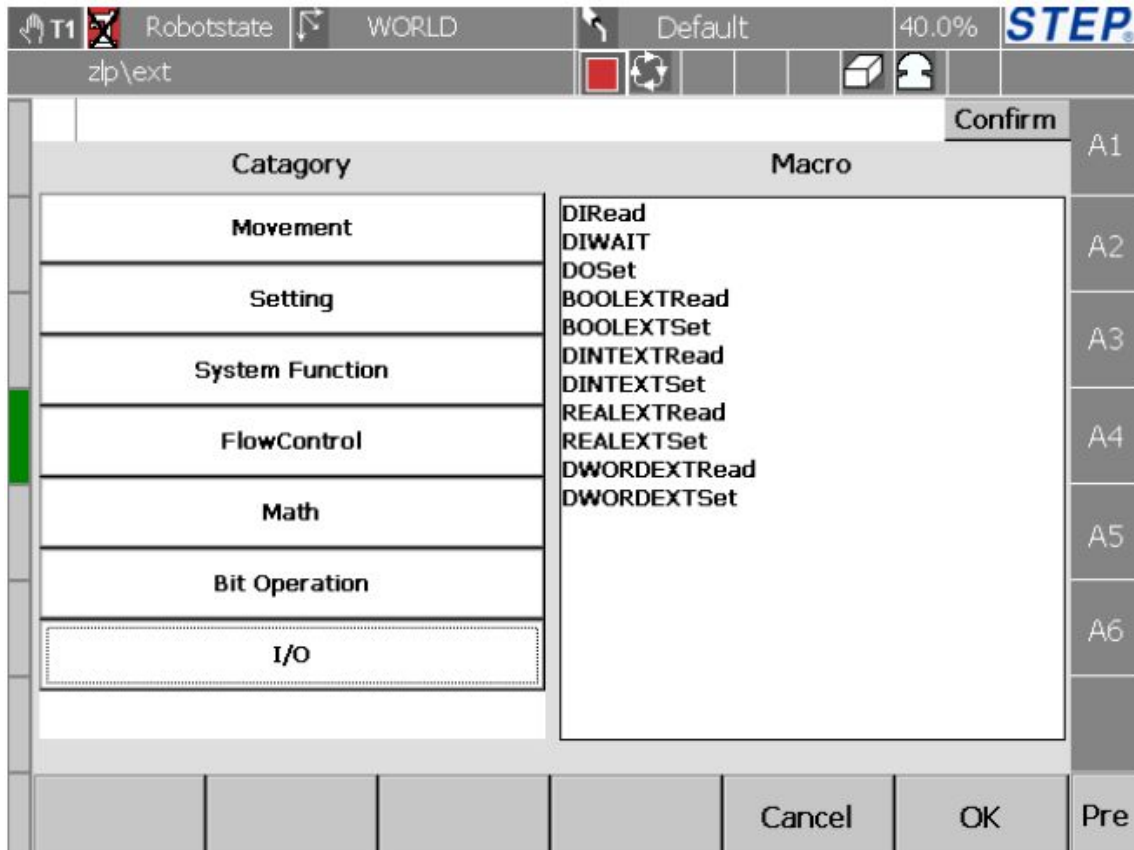 T1 Robotstate WORLD Default 40.0% STEP
zlp\ext
Confirm
Catagory
Macro
Movement
Setting
System Function
FlowControl
Math
Bit Operation
I/O
DIRead
DIWAIT
DOSet
BOOLEXTRead
BOOLEXTSet
DINTEXTRead
DINTEXTSet
REALEXTRead
REALEXTSet
DWORDEXTRead
DWORDEXTSet
A1
A2
A3
A4
A5
A6
Cancel OK Pre